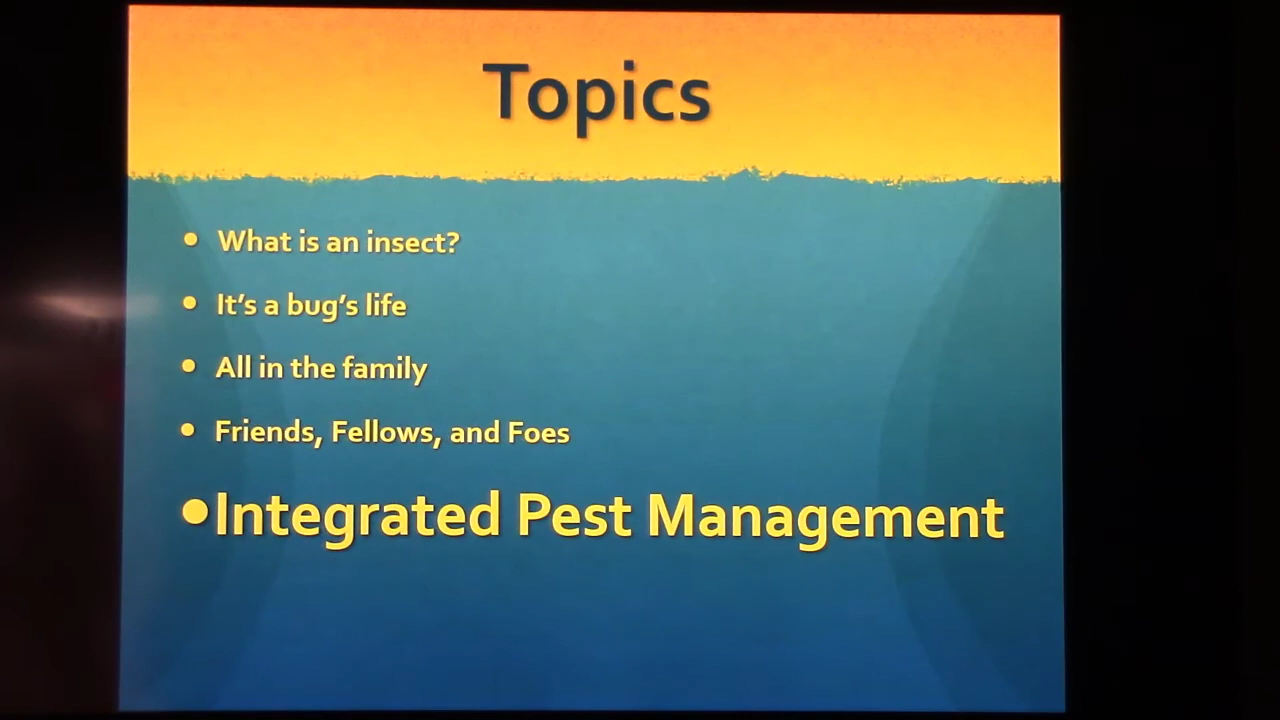 Topics
• What is an insect?
• It's a bug's life
• All in the family
• Friends, Fellows, and Foes
•Integrated Pest Management